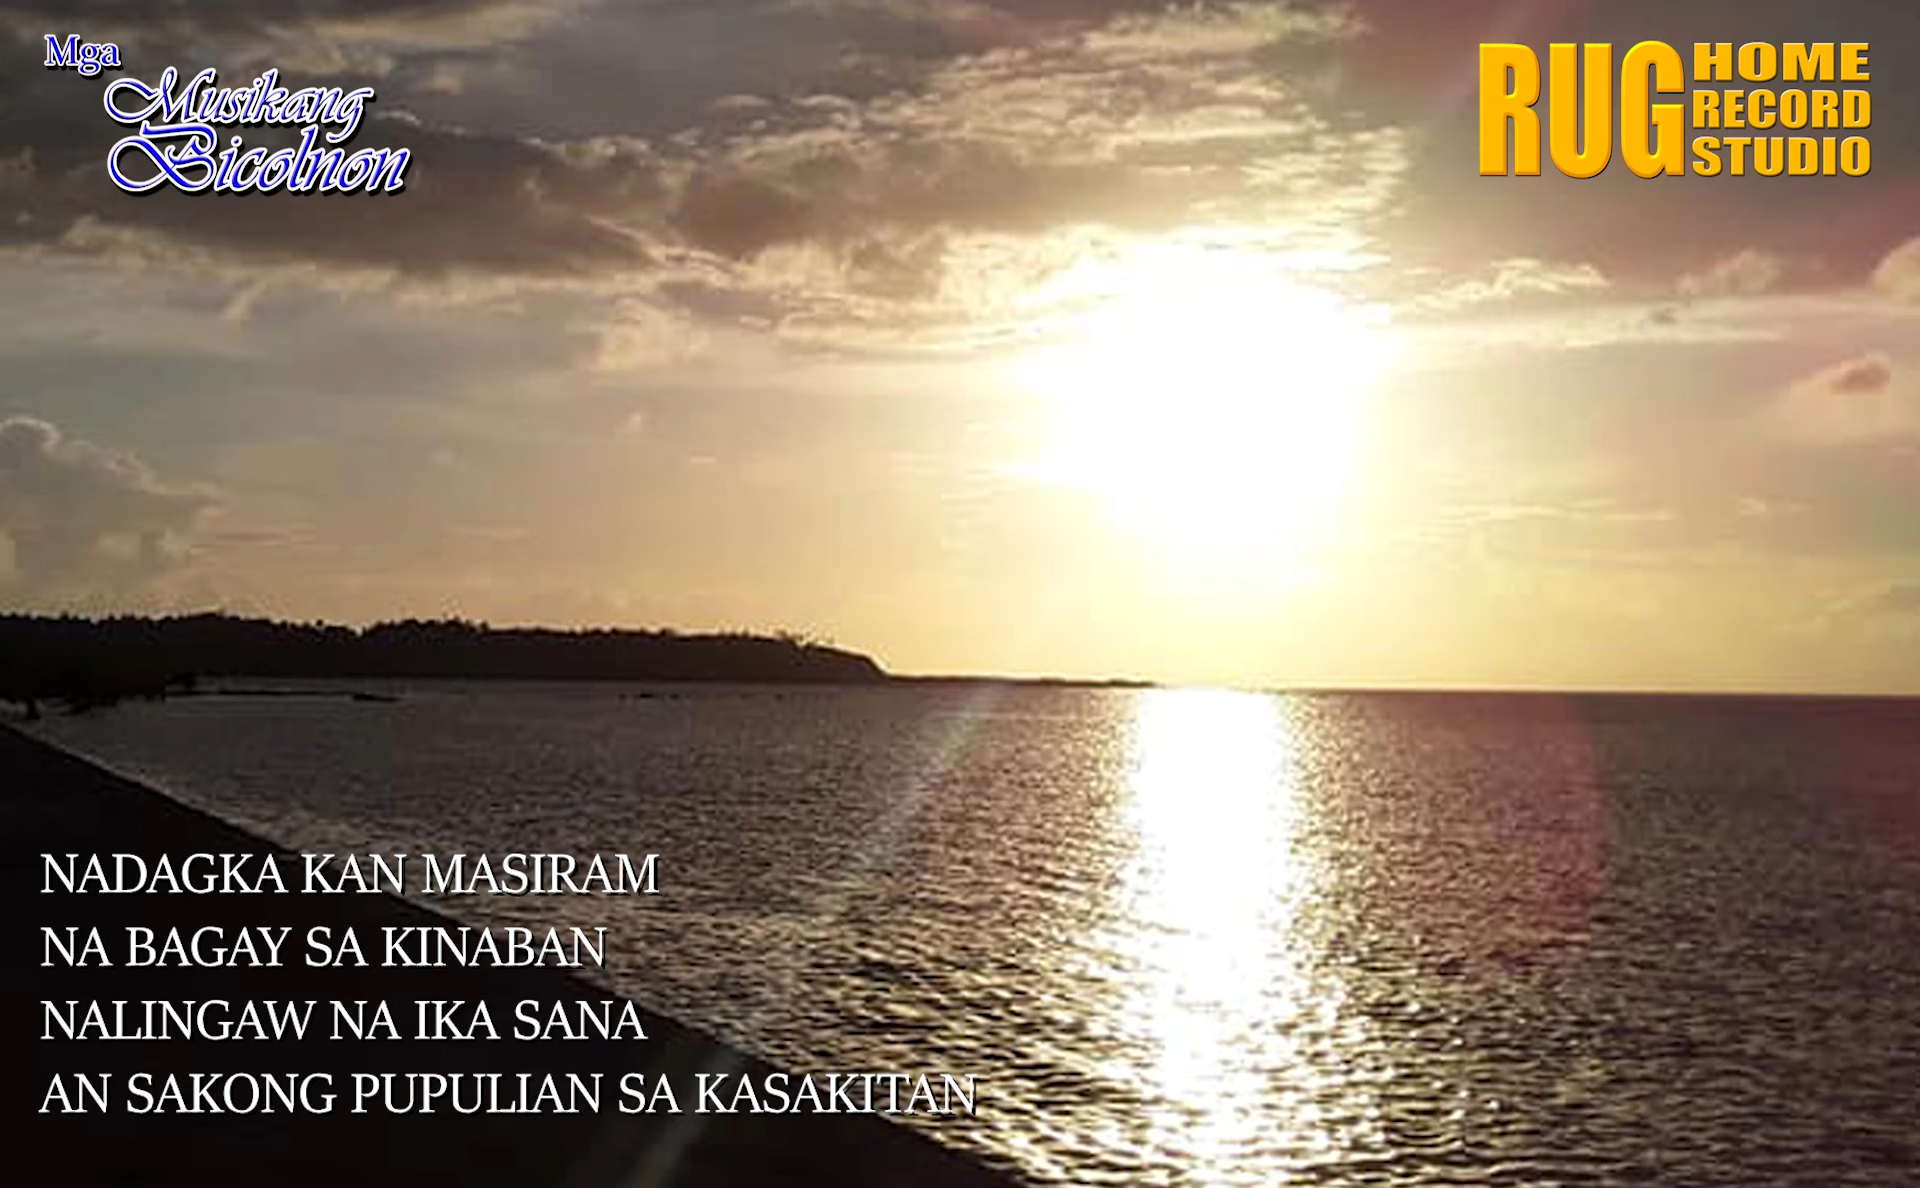 Mga
Musikang
Bicolnon
RUG HOME
RECORD
STUDIO
NADAGKA KAN MASIRAM
NA BAGAY SA KINABAN
NALINGAW NA IKA SANA
AN SAKONG PUPULIAN SA KASAKITAN